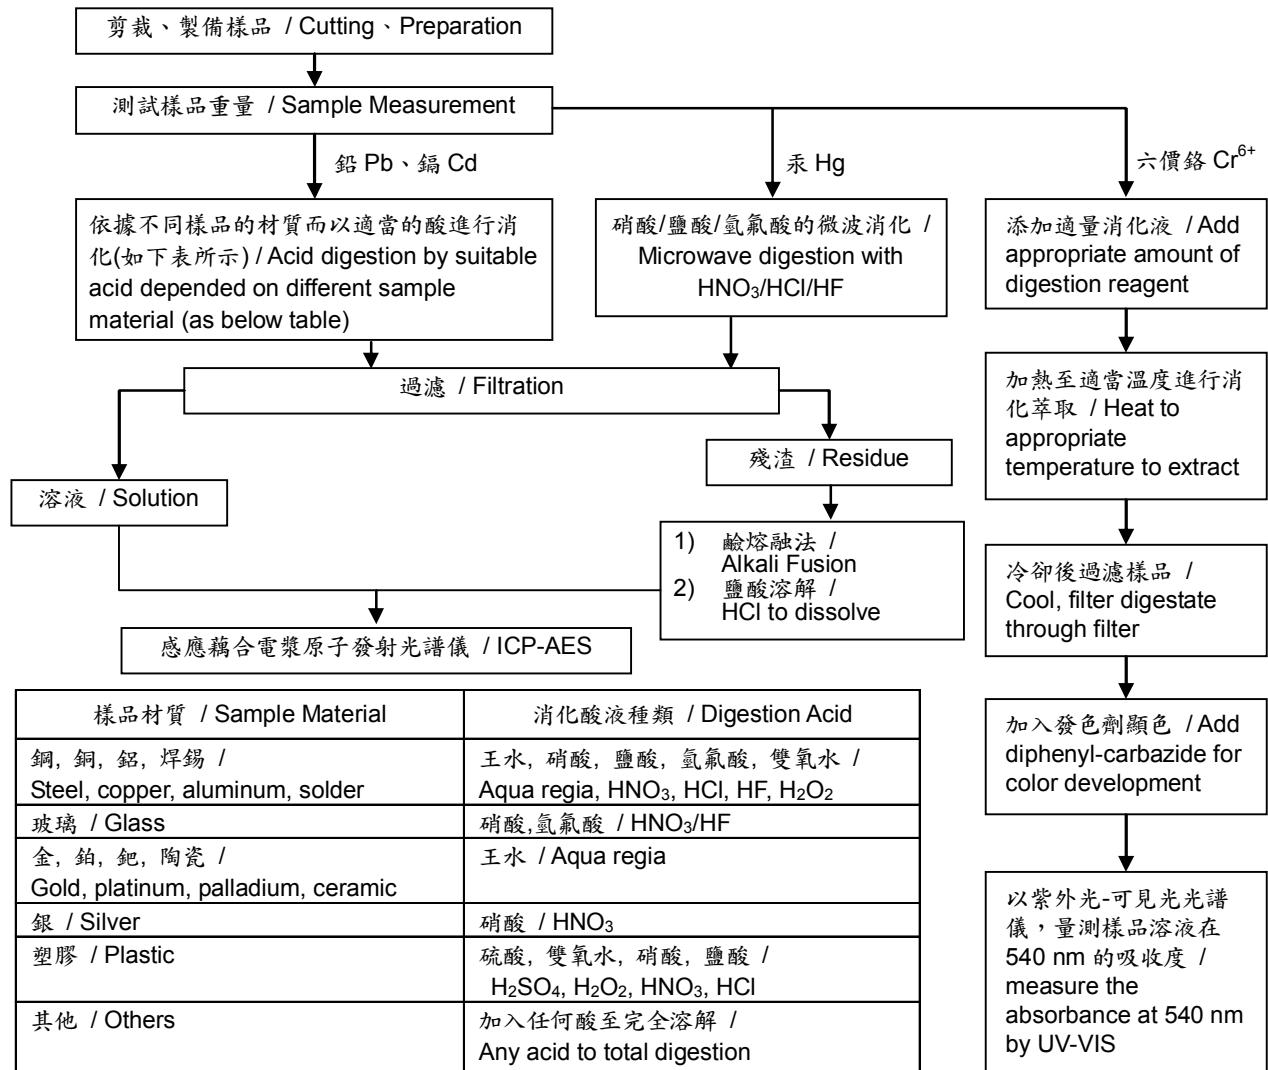 剪裁、製備樣品 / Cutting、Preparation
測試樣品重量 / Sample Measurement
鉛 Pb、鎘 Cd
汞 Hg
六價鉻 Cr⁶⁺
依據不同樣品的材質而以適當的酸進行消
化(如下表所示) / Acid digestion by suitable
acid depended on different sample
material (as below table)
硝酸/鹽酸/氫氟酸的微波消化 /
Microwave digestion with
HNO₃/HCl/HF
添加適量消化液 / Add
appropriate amount of
digestion reagent
過濾 / Filtration
加熱至適當溫度進行消
化萃取 / Heat to
appropriate
temperature to extract
殘渣 / Residue
溶液 / Solution
1) 鹼熔融法 /
Alkali Fusion
2) 鹽酸溶解 /
HCl to dissolve
冷卻後過濾樣品 /
Cool, filter digestate
through filter
感應藕合電漿原子發射光譜儀 / ICP-AES
加入發色劑顯色 / Add
diphenyl-carbazide for
color development
以紫外光-可見光光譜
儀，量測樣品溶液在
540 nm 的吸收度 /
measure the
absorbance at 540 nm
by UV-VIS
樣品材質 / Sample Material
消化酸液種類 / Digestion Acid
鋼, 銅, 鋁, 焊錫 /
Steel, copper, aluminum, solder
王水, 硝酸, 鹽酸, 氫氟酸, 雙氧水 /
Aqua regia, HNO₃, HCl, HF, H₂O₂
玻璃 / Glass
硝酸,氫氟酸 / HNO₃/HF
金, 鉑, 鈀, 陶瓷 /
Gold, platinum, palladium, ceramic
王水 / Aqua regia
銀 / Silver
硝酸 / HNO₃
塑膠 / Plastic
硫酸, 雙氧水, 硝酸, 鹽酸 /
H₂SO₄, H₂O₂, HNO₃, HCl
其他 / Others
加入任何酸至完全溶解 /
Any acid to total digestion